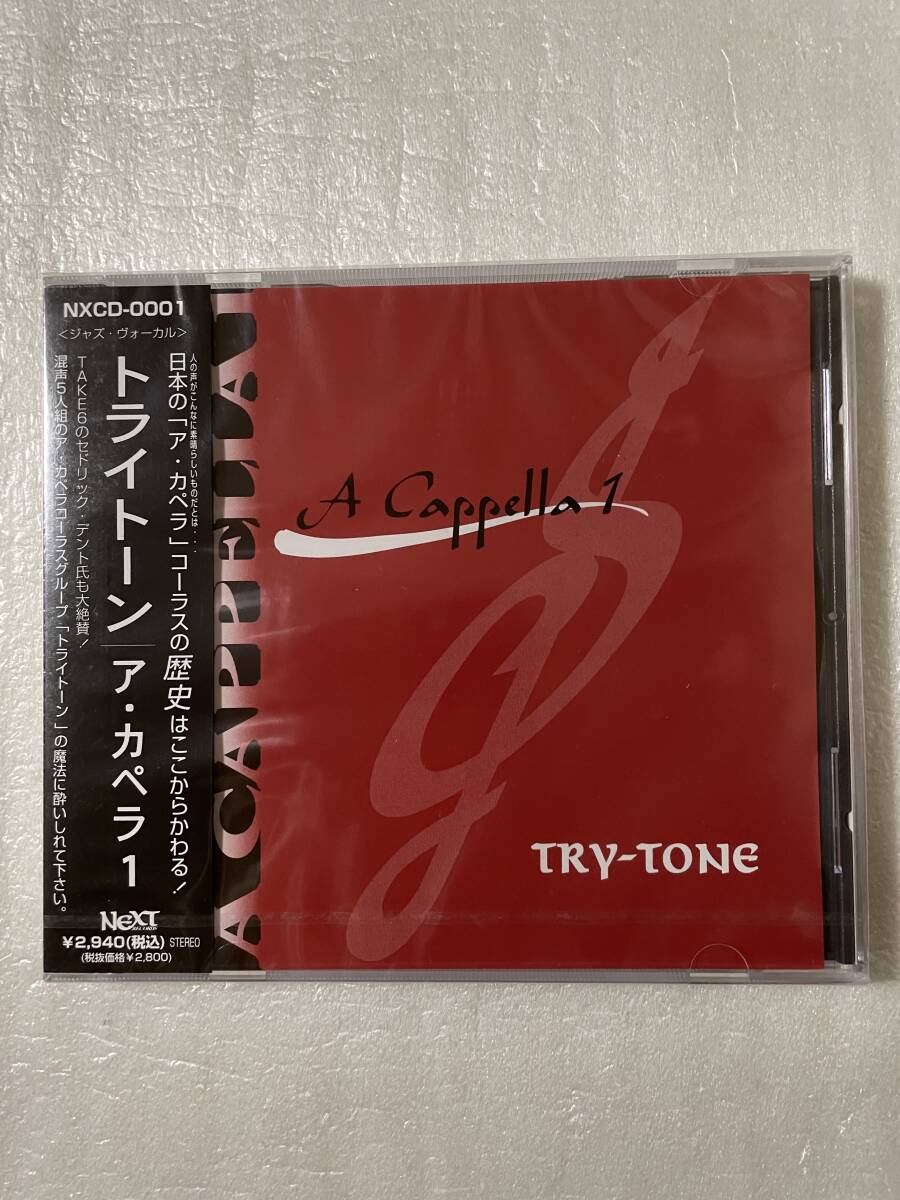 NXCD-0001
<ジャズ・ヴォーカル>
人の声がこんなに素晴らしいものだとは....
日本の「ア・カペラ」コーラスの歴史はここからかわる!
トライトーン|ア・カペラ 1
TAKE6のセドリック・デント氏も大絶賛!
混声5人組のア・カペラコーラスグループ「トライトーン」の魔法に酔いしれて下さい。
NeXT
RECORDS
¥2,940(税込) STEREO
(税抜価格¥2,800)
A CAPPELLA
A Cappella 1
TRY-TONE